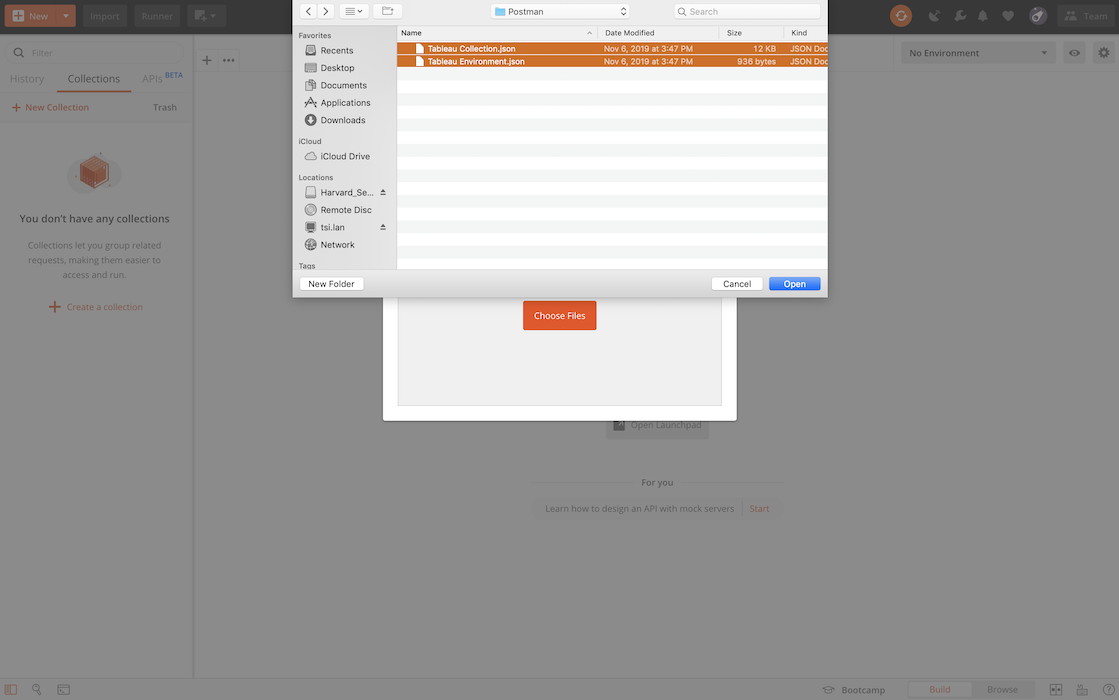 New
Import
Runner
Postman
Search
Team
Filter
No Environment
History
Collections
APIs BETA
New Collection
Trash
You don't have any collections
Collections let you group related
requests, making them easier to
access and run.
Create a collection
Favorites
Recents
Desktop
Documents
Applications
Downloads
iCloud
iCloud Drive
Locations
Harvard_Se...
Remote Disc
tsi.lan
Network
Tags
Name Date Modified Size Kind
Tableau Collection.json Nov 6, 2019 at 3:47 PM 12 KB JSON Doc
Tableau Environment.json Nov 6, 2019 at 3:47 PM 936 bytes JSON Doc
New Folder
Cancel
Open
Choose Files
Open Launchpad
For you
Learn how to design an API with mock servers Start
Bootcamp
Build
Browse